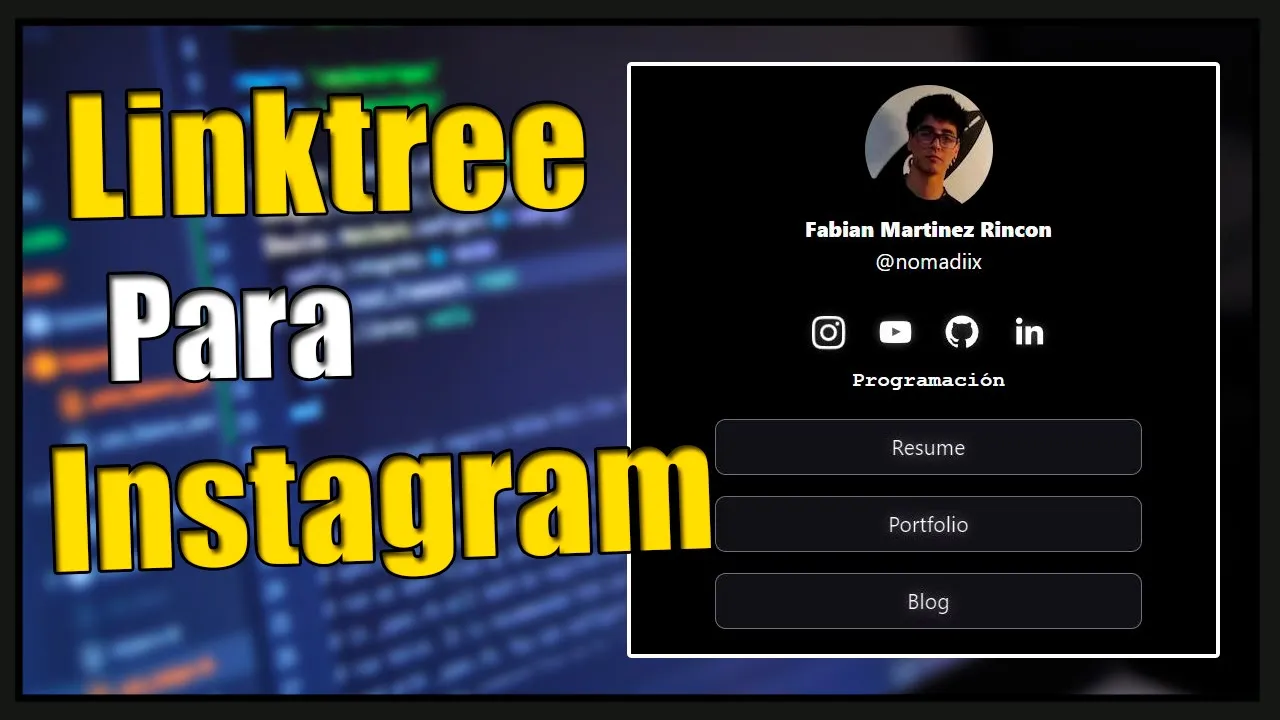 Linktree
Para
Instagram
Fabian Martinez Rincon
@nomadiix
Programación
Resume
Portfolio
Blog